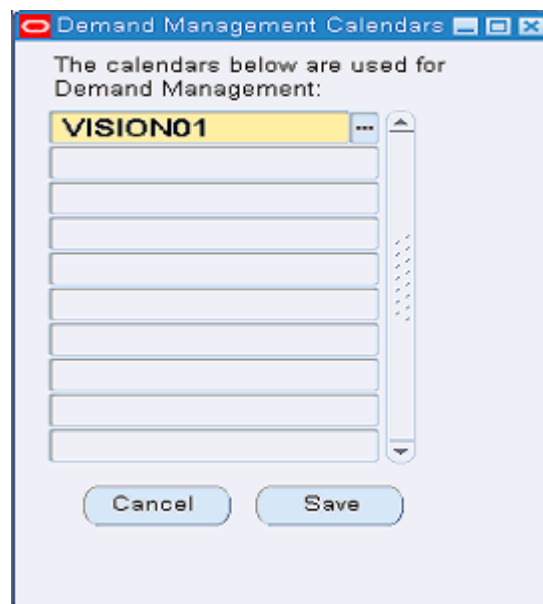 Demand Management Calendars
The calendars below are used for
Demand Management:
VISION01
Cancel Save